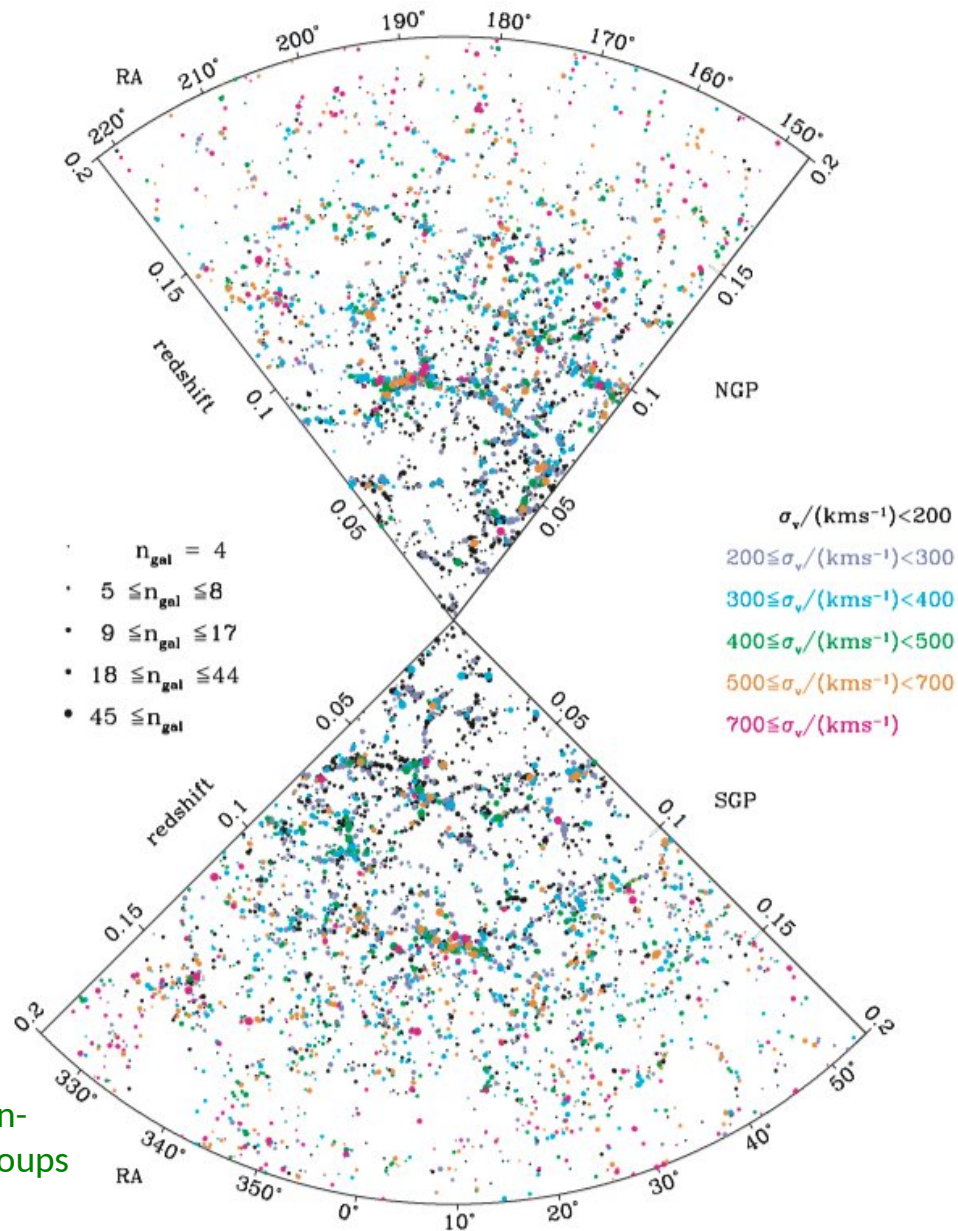 190°
180°
200°
170°
RA
210°
160°
220°
150°
0.2
0.2
0.15
0.15
redshift
0.1
0.1
NGP
0.05
0.05
σv/(kms⁻¹)<200
200≦σv/(kms⁻¹)<300
300≦σv/(kms⁻¹)<400
400≦σv/(kms⁻¹)<500
500≦σv/(kms⁻¹)<700
700≦σv/(kms⁻¹)
ngal = 4
5 ≦ngal ≦8
9 ≦ngal ≦17
18 ≦ngal ≦44
45 ≦ngal
0.05
0.05
redshift
0.1
0.1
SGP
0.15
0.15
0.2
0.2
330°
50°
n-
oups
340°
40°
RA
350°
30°
0°
10°
20°